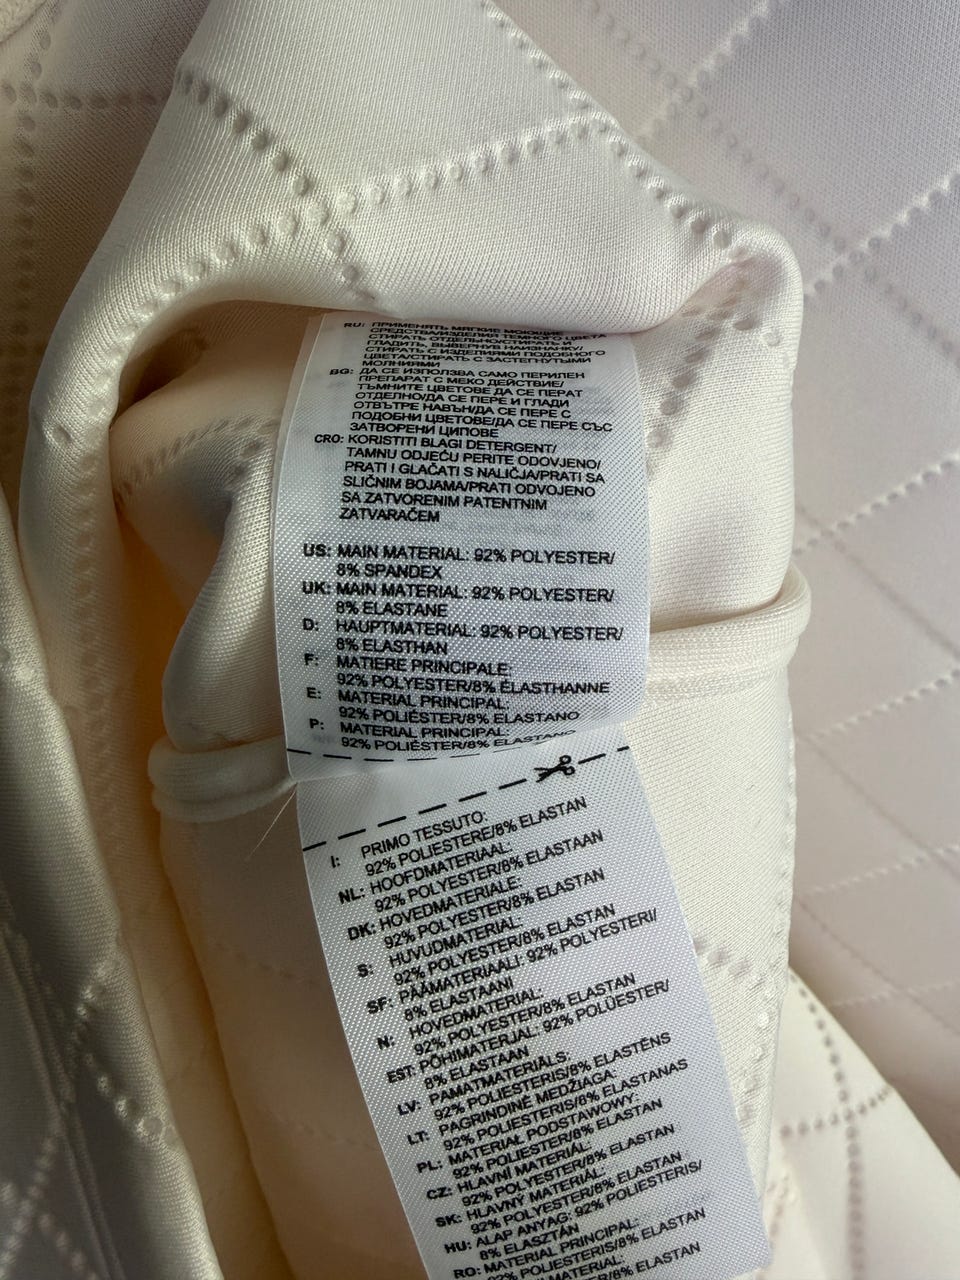 RU: ПРИМЕНЯТЬ МЯГКИЕ МОЮЩИЕ
СРЕДСТВА/ИЗДЕЛИЯ ТЕМНОГО ЦВЕТА
СТИРАТЬ ОТДЕЛЬНО/СТИРАТЬ И
ГЛАДИТЬ, ВЫВЕРНУВ НАИЗНАНКУ/
СТИРАТЬ С ИЗДЕЛИЯМИ ПОДОБНОГО
ЦВЕТА/СТИРАТЬ С ЗАСТЕГНУТЫМИ
МОЛНИЯМИ
BG: ДА СЕ ИЗПОЛЗВА САМО ПЕРИЛЕН
ПРЕПАРАТ С МЕКО ДЕЙСТВИЕ/
ТЪМНИТЕ ЦВЕТОВЕ ДА СЕ ПЕРАТ
ОТДЕЛНО/ДА СЕ ПЕРЕ И ГЛАДИ
ОТВЪТРЕ НАВЪН/ДА СЕ ПЕРЕ С
ПОДОБНИ ЦВЕТОВЕ/ДА СЕ ПЕРЕ СЪС
ЗАТВОРЕНИ ЦИПОВЕ
CRO: KORISTITI BLAGI DETERGENT/
TAMNU ODJEĆU PERITE ODOVJENO/
PRATI I GLAČATI S NALIČJA/PRATI SA
SLIČNIM BOJAMA/PRATI ODVOJENO
SA ZATVORENIM PATENTNIM
ZATVARAČEM
US: MAIN MATERIAL: 92% POLYESTER/
8% SPANDEX
UK: MAIN MATERIAL: 92% POLYESTER/
8% ELASTANE
D: HAUPTMATERIAL: 92% POLYESTER/
8% ELASTHAN
F: MATIERE PRINCIPALE:
92% POLYESTER/8% ÉLASTHANNE
E: MATERIAL PRINCIPAL:
92% POLIÉSTER/8% ELASTANO
P: MATERIAL PRINCIPAL:
92% POLIÉSTER/8% ELASTANO
I: PRIMO TESSUTO:
92% POLIESTERE/8% ELASTAN
NL: HOOFDMATERIAAL:
92% POLYESTER/8% ELASTAAN
DK: HOVEDMATERIALE:
92% POLYESTER/8% ELASTAN
S: HUVUDMATERIAL:
92% POLYESTER/8% ELASTAN
SF: PÄÄMATERIAALI: 92% POLYESTERI/
8% ELASTAANI
N: HOVEDMATERIAL:
92% POLYESTER/8% ELASTAN
EST: PÕHIMATERJAL: 92% POLÜESTER/
8% ELASTAAN
LV: PAMATMATERIĀLS:
92% POLIESTERIS/8% ELASTĒNS
LT: PAGRINDINĖ MEDŽIAGA:
92% POLIESTERIS/8% ELASTANAS
PL: MATERIAŁ PODSTAWOWY:
92% POLIESTER/8% ELASTAN
CZ: HLAVNÍ MATERIÁL:
92% POLYESTER/8% ELASTAN
SK: HLAVNÝ MATERIÁL:
92% POLYESTER/8% ELASTAN
HU: ALAP ANYAG: 92% POLIÉSTERIS/
8% ELASZTÁN
RO: MATERIAL PRINCIPAL:
92% POLIESTERIS/8% ELASTAN